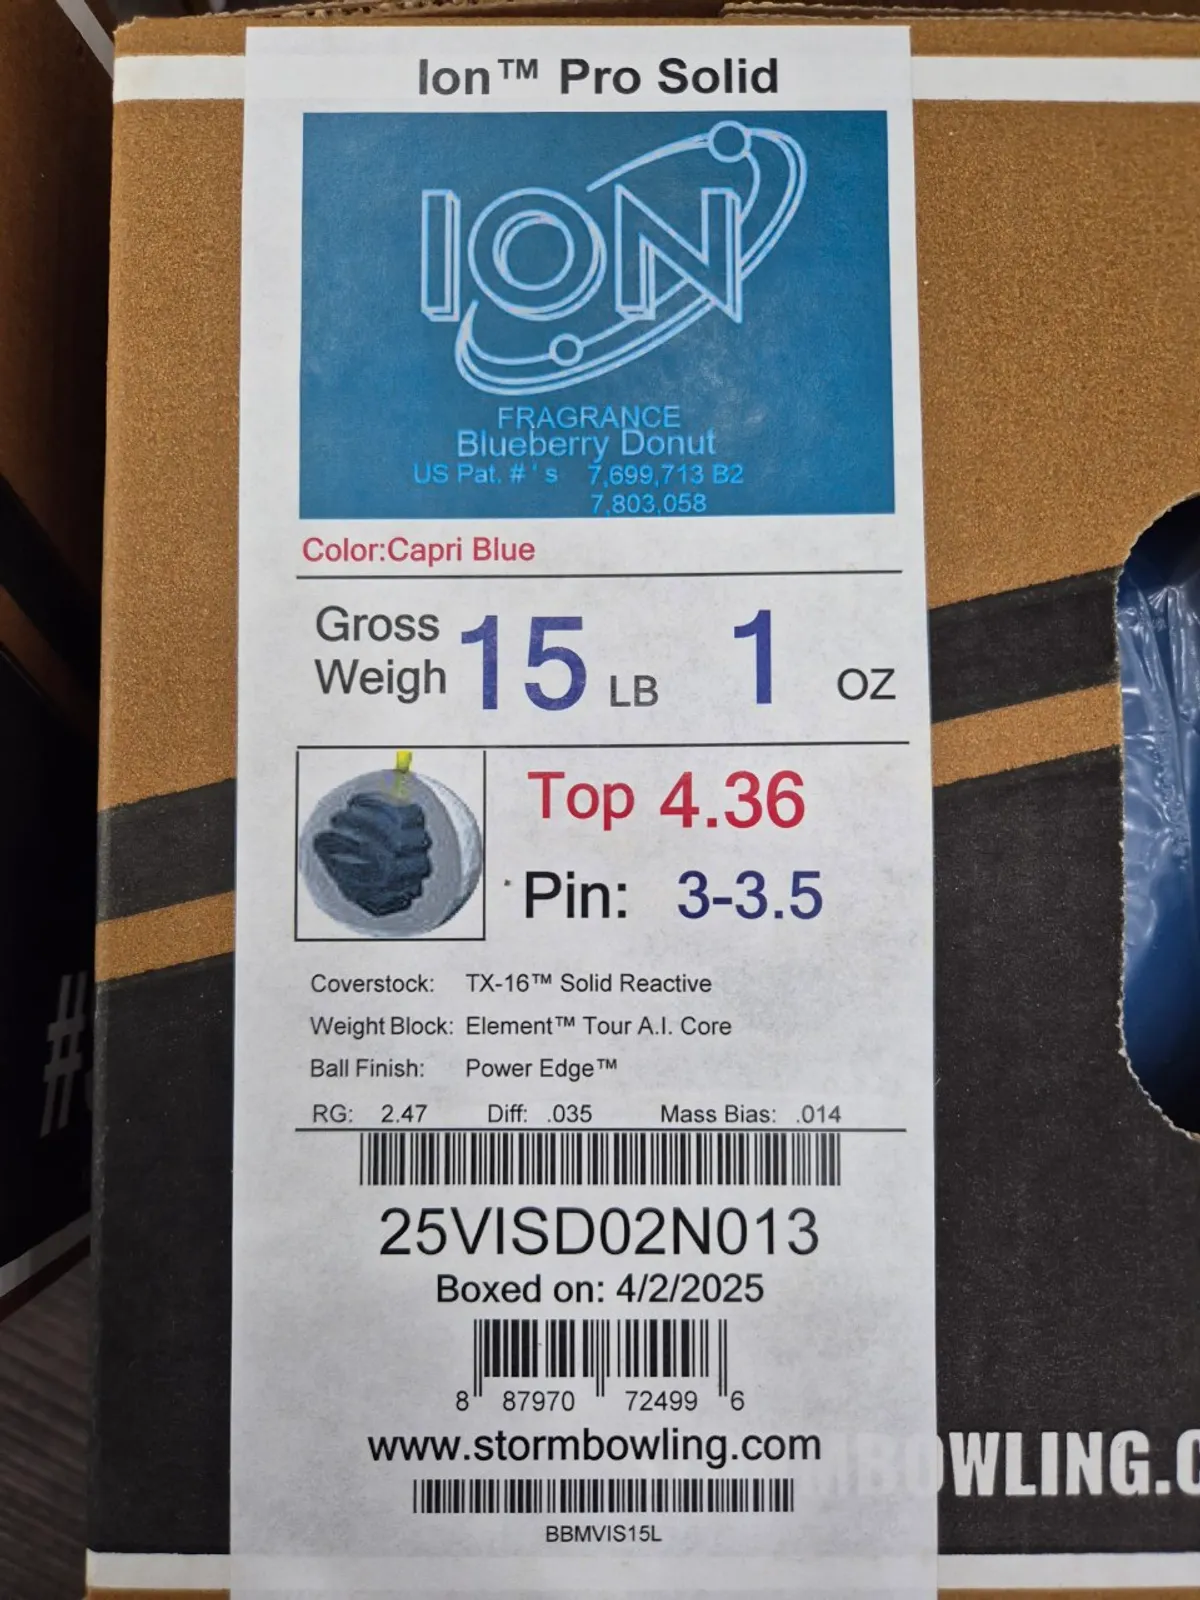 Ion™ Pro Solid
ION
FRAGRANCE
Blueberry Donut
US Pat. #'s 7,699,713 B2
7,803,058
Color:Capri Blue
Gross
Weigh 15 LB 1 OZ
Top 4.36
Pin: 3-3.5
Coverstock: TX-16™ Solid Reactive
Weight Block: Element™ Tour A.I. Core
Ball Finish: Power Edge™
RG: 2.47 Diff: .035 Mass Bias: .014
25VISD02N013
Boxed on: 4/2/2025
8 87970 72499 6
www.stormbowling.com
MBOWLING.C
BBMVIS15L